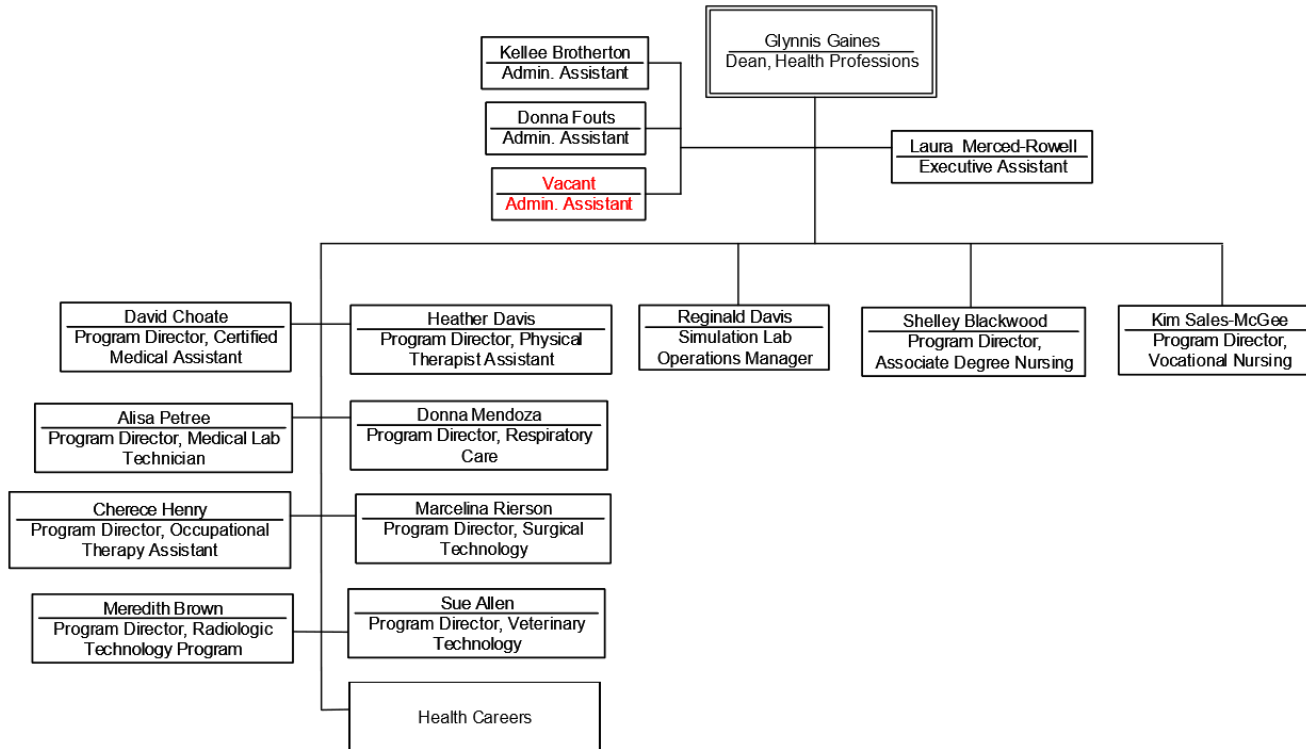 Glynnis Gaines
Dean, Health Professions
Kellee Brotherton
Admin. Assistant
Donna Fouts
Admin. Assistant
Vacant
Admin. Assistant
Laura Merced-Rowell
Executive Assistant
David Choate
Program Director, Certified
Medical Assistant
Heather Davis
Program Director, Physical
Therapist Assistant
Reginald Davis
Simulation Lab
Operations Manager
Shelley Blackwood
Program Director,
Associate Degree Nursing
Kim Sales-McGee
Program Director,
Vocational Nursing
Alisa Petree
Program Director, Medical Lab
Technician
Donna Mendoza
Program Director, Respiratory
Care
Cherece Henry
Program Director, Occupational
Therapy Assistant
Marcelina Rierson
Program Director, Surgical
Technology
Meredith Brown
Program Director, Radiologic
Technology Program
Sue Allen
Program Director, Veterinary
Technology
Health Careers